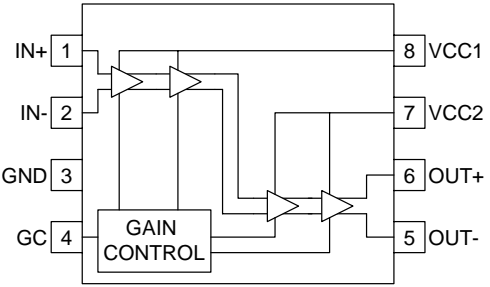 IN+ 1
8 VCC1
IN- 2
7 VCC2
GND 3
6 OUT+
GC 4
GAIN
CONTROL
5 OUT-